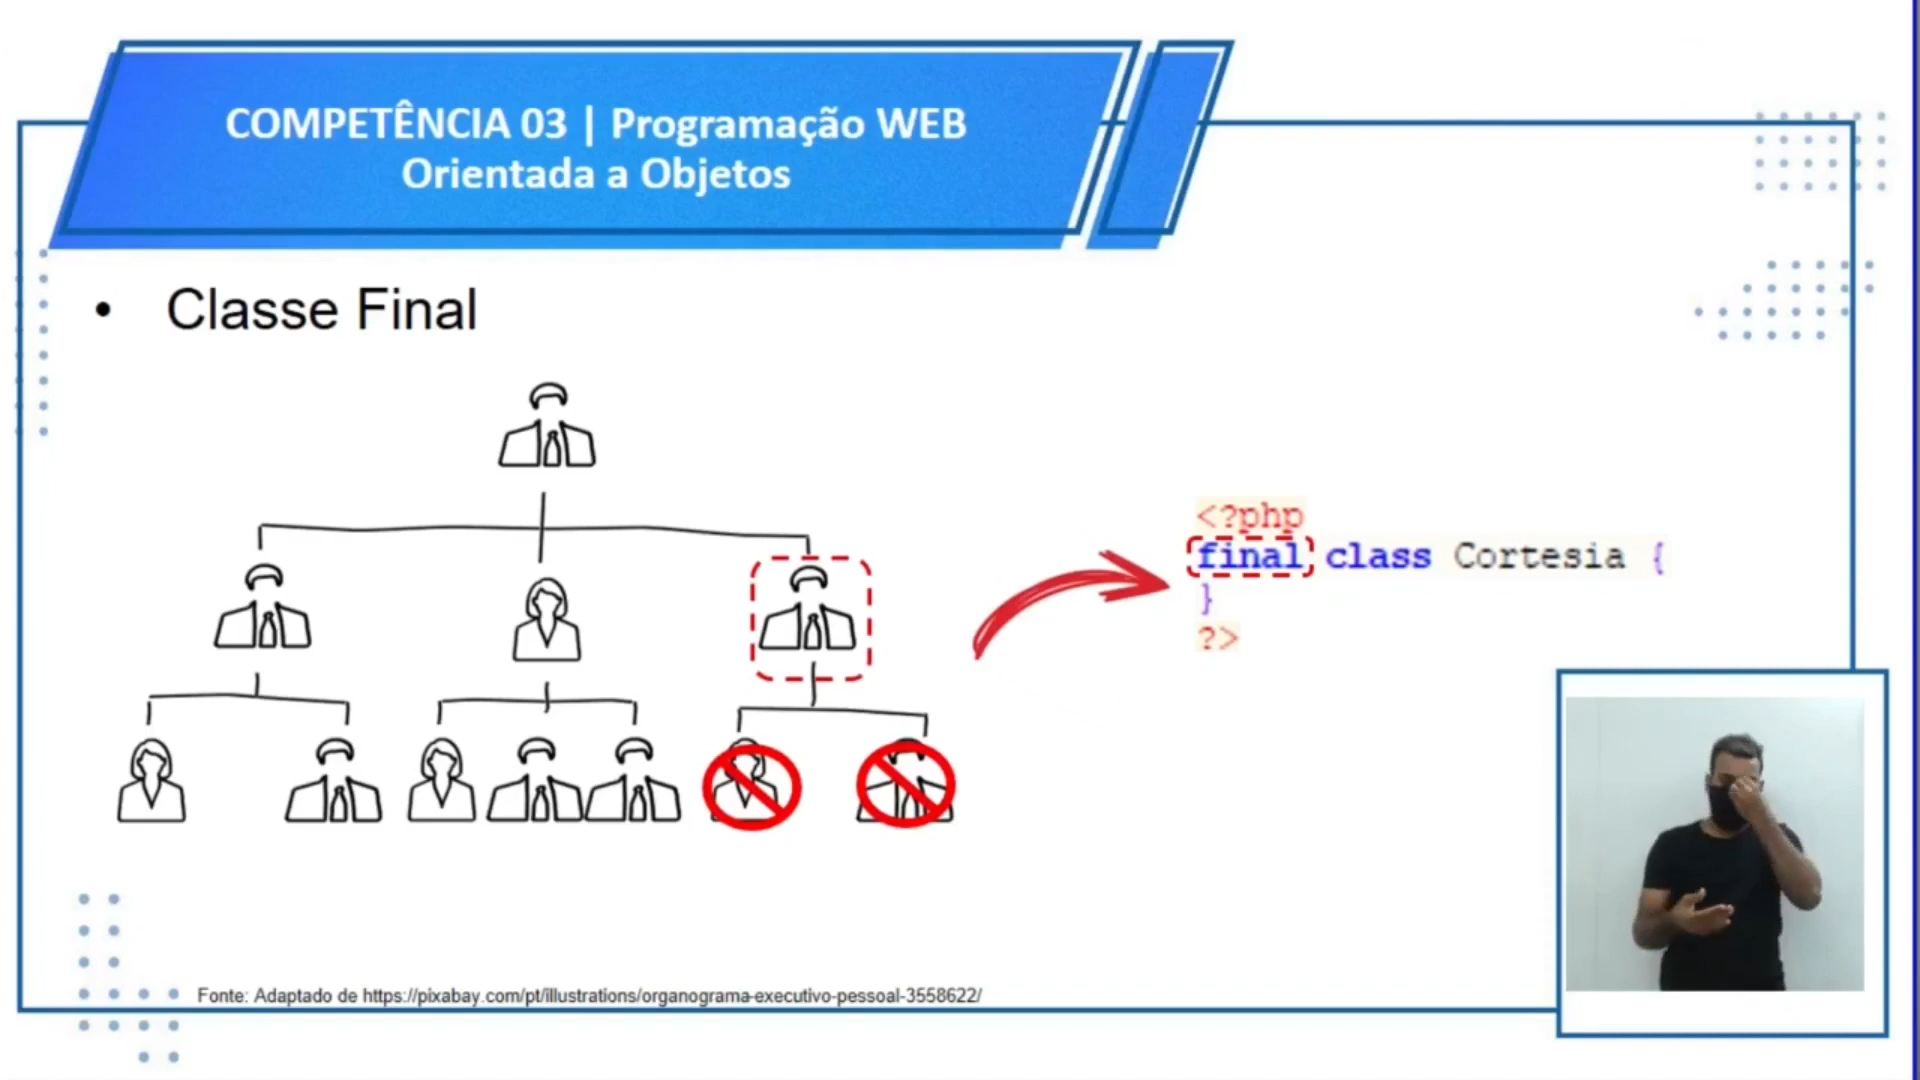 COMPETÊNCIA 03 | Programação WEB
Orientada a Objetos
• Classe Final
<?php
final class Cortesia {
}
?>
Fonte: Adaptado de https://pixabay.com/pt/illustrations/organograma-executivo-pessoal-3558622/